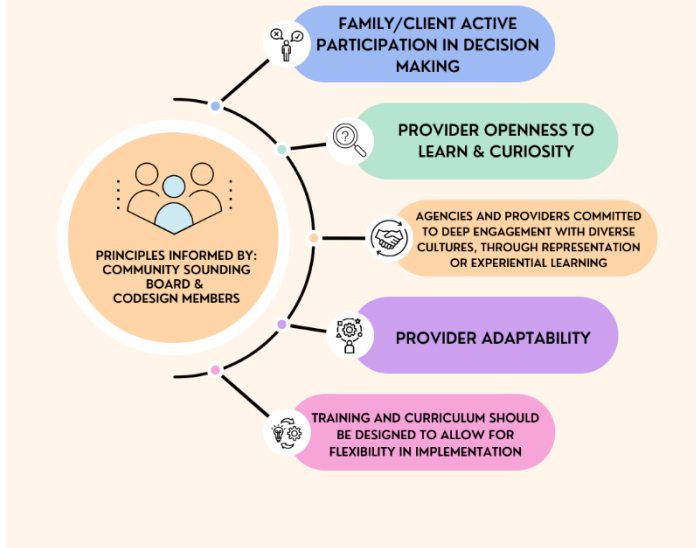 FAMILY/CLIENT ACTIVE
PARTICIPATION IN DECISION
MAKING
PROVIDER OPENNESS TO
LEARN & CURIOSITY
AGENCIES AND PROVIDERS COMMITTED
TO DEEP ENGAGEMENT WITH DIVERSE
CULTURES, THROUGH REPRESENTATION
OR EXPERIENTIAL LEARNING
PRINCIPLES INFORMED BY:
COMMUNITY SOUNDING
BOARD &
CODESIGN MEMBERS
PROVIDER ADAPTABILITY
TRAINING AND CURRICULUM SHOULD
BE DESIGNED TO ALLOW FOR
FLEXIBILITY IN IMPLEMENTATION